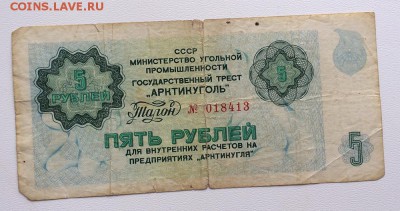 COINS.LAVE.RU
СССР
МИНИСТЕРСТВО УГОЛЬНОЙ
ПРОМЫШЛЕННОСТИ
ГОСУДАРСТВЕННЫЙ ТРЕСТ
„АРКТИКУГОЛЬ"
5
РУБЛЕЙ
5
Талон № 018413
ПЯТЬ РУБЛЕЙ
ДЛЯ ВНУТРЕННИХ РАСЧЕТОВ НА
ПРЕДПРИЯТИЯХ „АРКТИКУГЛЯ"
5